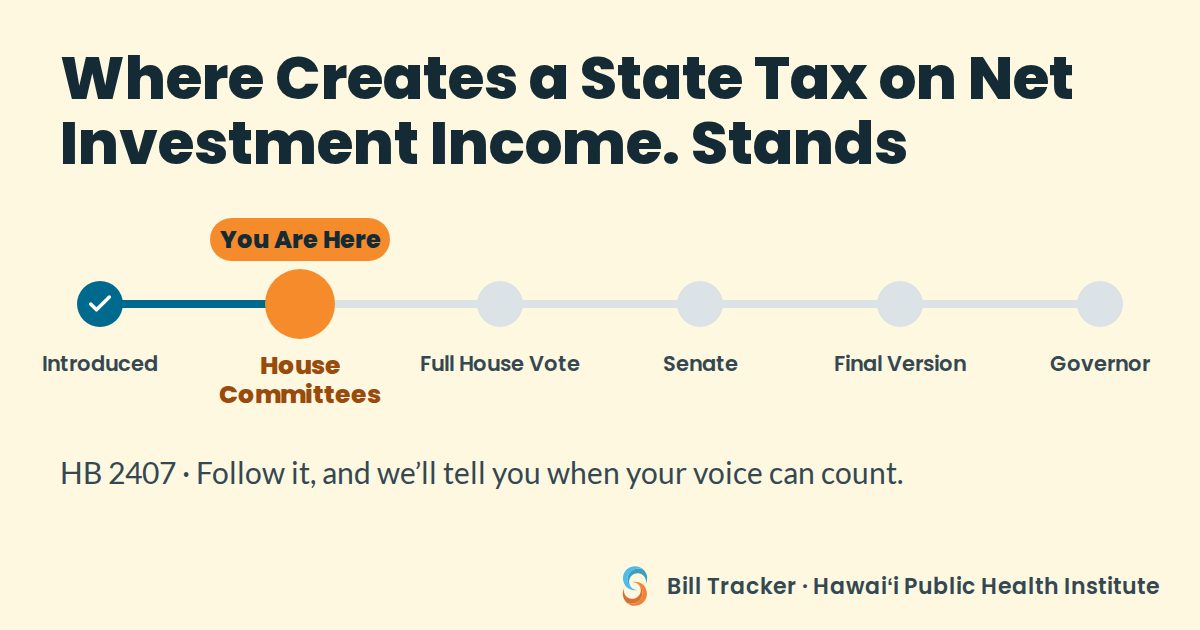 Where Creates a State Tax on Net
Investment Income. Stands
You Are Here
Introduced
House
Committees
Full House Vote
Senate
Final Version
Governor
HB 2407 · Follow it, and we’ll tell you when your voice can count.
Bill Tracker · Hawaiʻi Public Health Institute